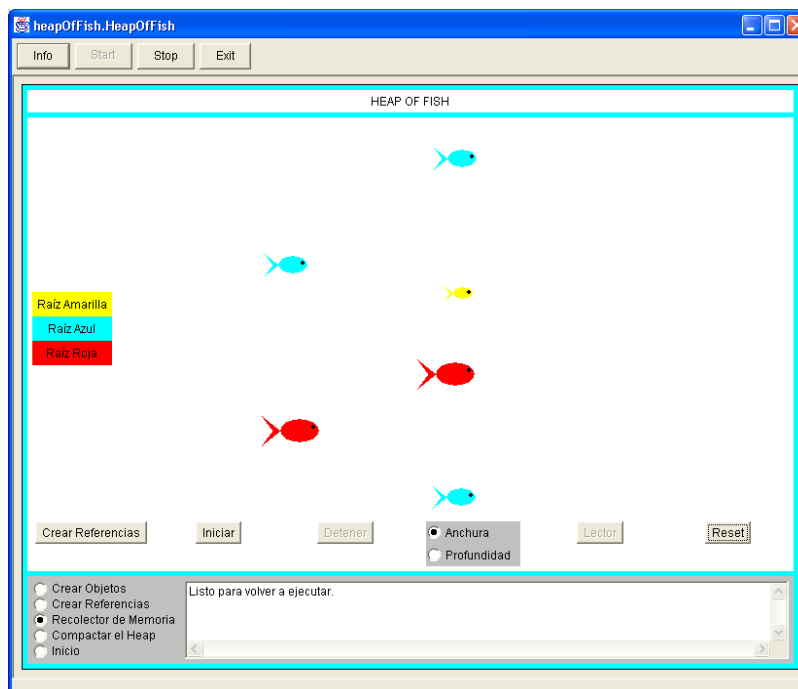 heapOfFish.HeapOfFish
Info Start Stop Exit
HEAP OF FISH
Raíz Amarilla
Raíz Azul
Raíz Roja
Crear Referencias Iniciar Detener Anchura Lector Reset
Profundidad
Crear Objetos
Crear Referencias
Recolector de Memoria
Compactar el Heap
Inicio
Listo para volver a ejecutar.